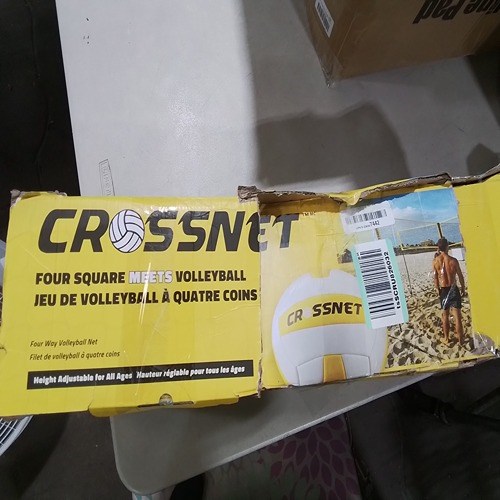 CROSSNET
FOUR SQUARE MEETS VOLLEYBALL
JEU DE VOLLEYBALL À QUATRE COINS
Four Way Volleyball Net
Filet de volleyball à quatre coins
Height Adjustable for All Ages Hauteur réglable pour tous les âges
CROSSNET
Pad